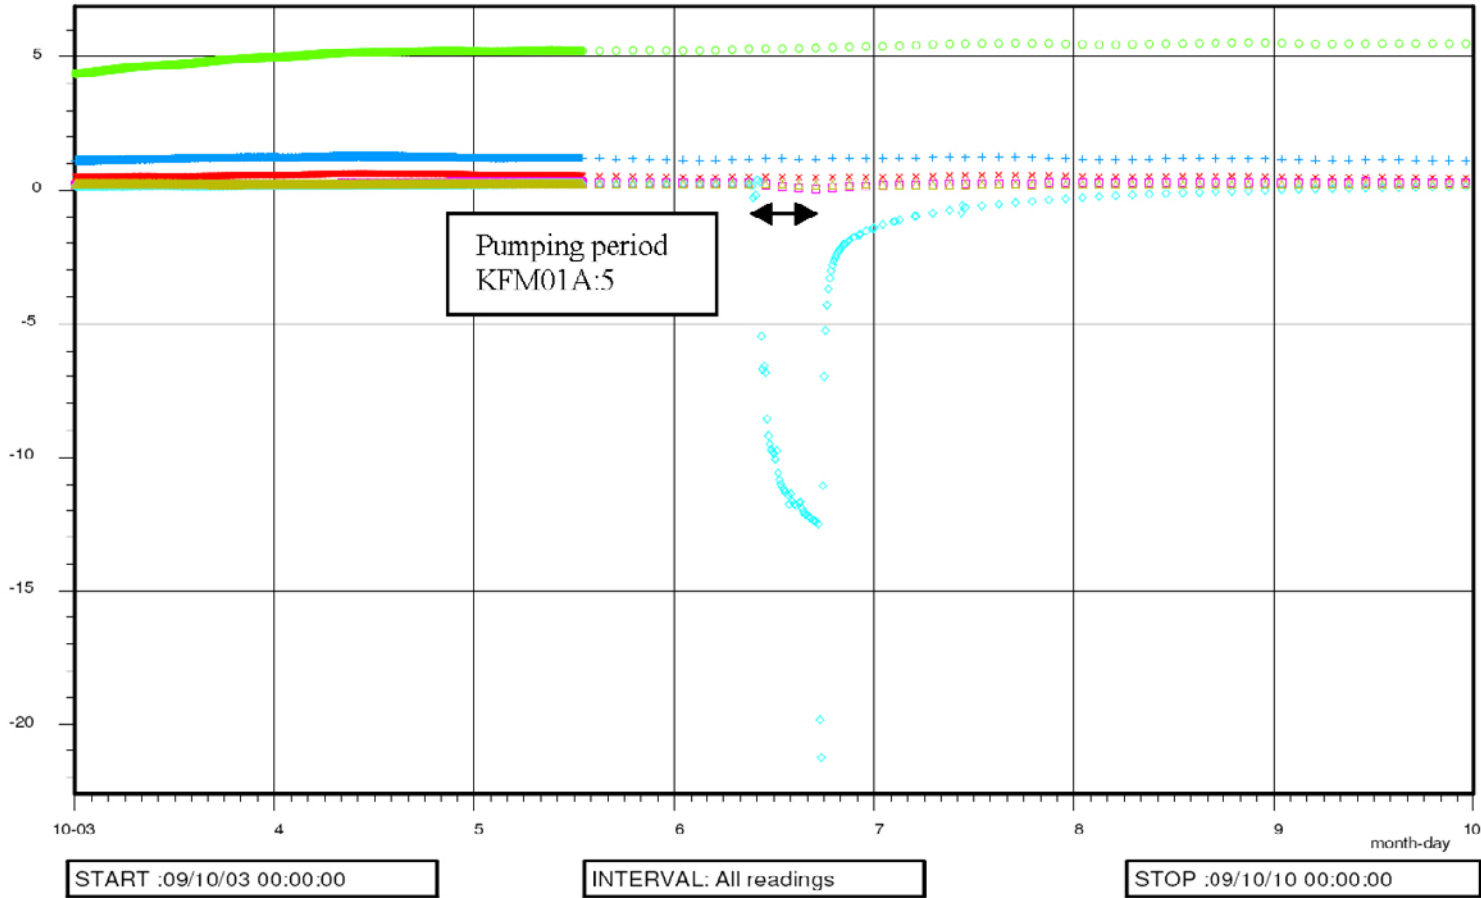 5
0
Pumping period
KFM01A:5
-5
-10
-15
-20
10-03 4 5 6 7 8 9 10
month-day
START :09/10/03 00:00:00 INTERVAL: All readings STOP :09/10/10 00:00:00